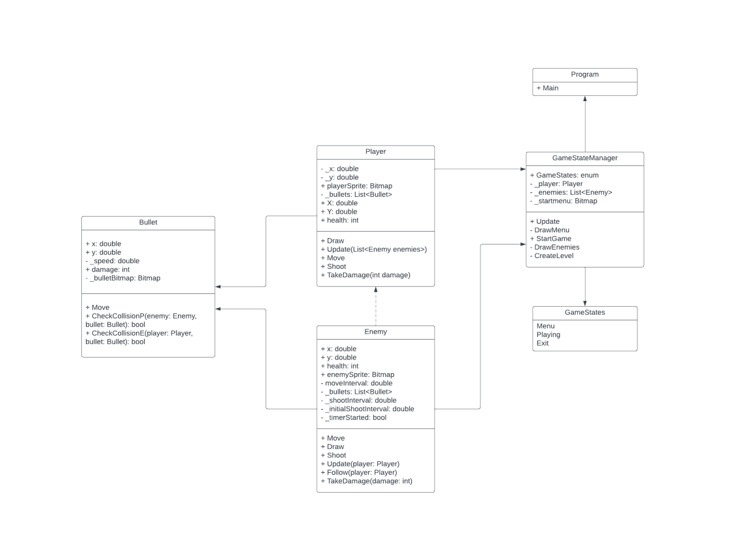 Program
+ Main
Player
- _x: double
- _y: double
+ playerSprite: Bitmap
- _bullets: List<Bullet>
+ X: double
+ Y: double
+ health: int
+ Draw
+ Update(List<Enemy enemies>)
+ Move
+ Shoot
+ TakeDamage(int damage)
GameStateManager
+ GameStates: enum
- _player: Player
- _enemies: List<Enemy>
- _startmenu: Bitmap
+ Update
- DrawMenu
+ StartGame
- DrawEnemies
- CreateLevel
Bullet
+ x: double
+ y: double
- _speed: double
+ damage: int
- _bulletBitmap: Bitmap
+ Move
+ CheckCollisionP(enemy: Enemy,
bullet: Bullet): bool
+ CheckCollisionE(player: Player,
bullet: Bullet): bool
GameStates
Menu
Playing
Exit
Enemy
+ x: double
+ y: double
+ health: int
+ enemySprite: Bitmap
- moveInterval: double
- _bullets: List<Bullet>
- _shootInterval: double
- _initialShootInterval: double
- _timerStarted: bool
+ Move
+ Draw
+ Shoot
+ Update(player: Player)
+ Follow(player: Player)
+ TakeDamage(damage: int)